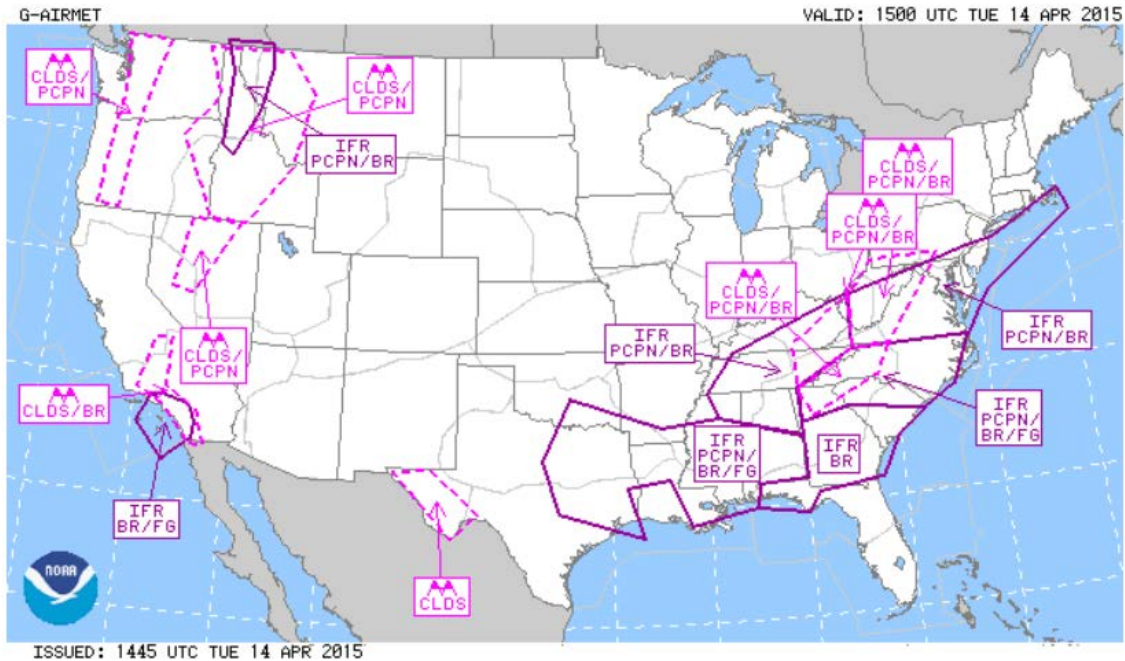 G-AIRMET
VALID: 1500 UTC TUE 14 APR 2015
CLDS/
PCPN
CLDS/
PCPN
IFR
PCPN/BR
CLDS/
PCPN/BR
CLDS/
PCPN/BR
CLDS/
PCPN/BR
IFR
PCPN/BR
IFR
PCPN/BR
CLDS/
PCPN
CLDS/BR
IFR
PCPN/
BR/FG
IFR
PCPN/
BR/FG
IFR
BR
IFR
BR/FG
NOAA
CLDS
ISSUED: 1445 UTC TUE 14 APR 2015